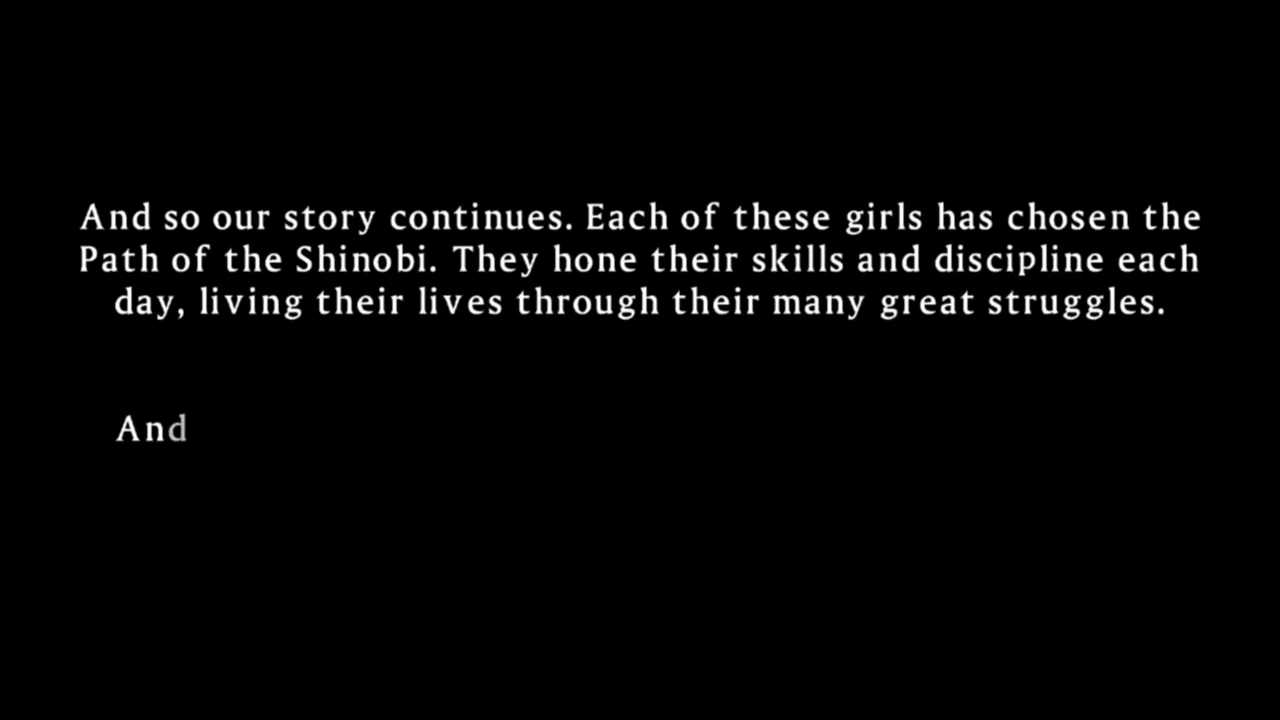 And so our story continues. Each of these girls has chosen the
Path of the Shinobi. They hone their skills and discipline each
day, living their lives through their many great struggles.
And